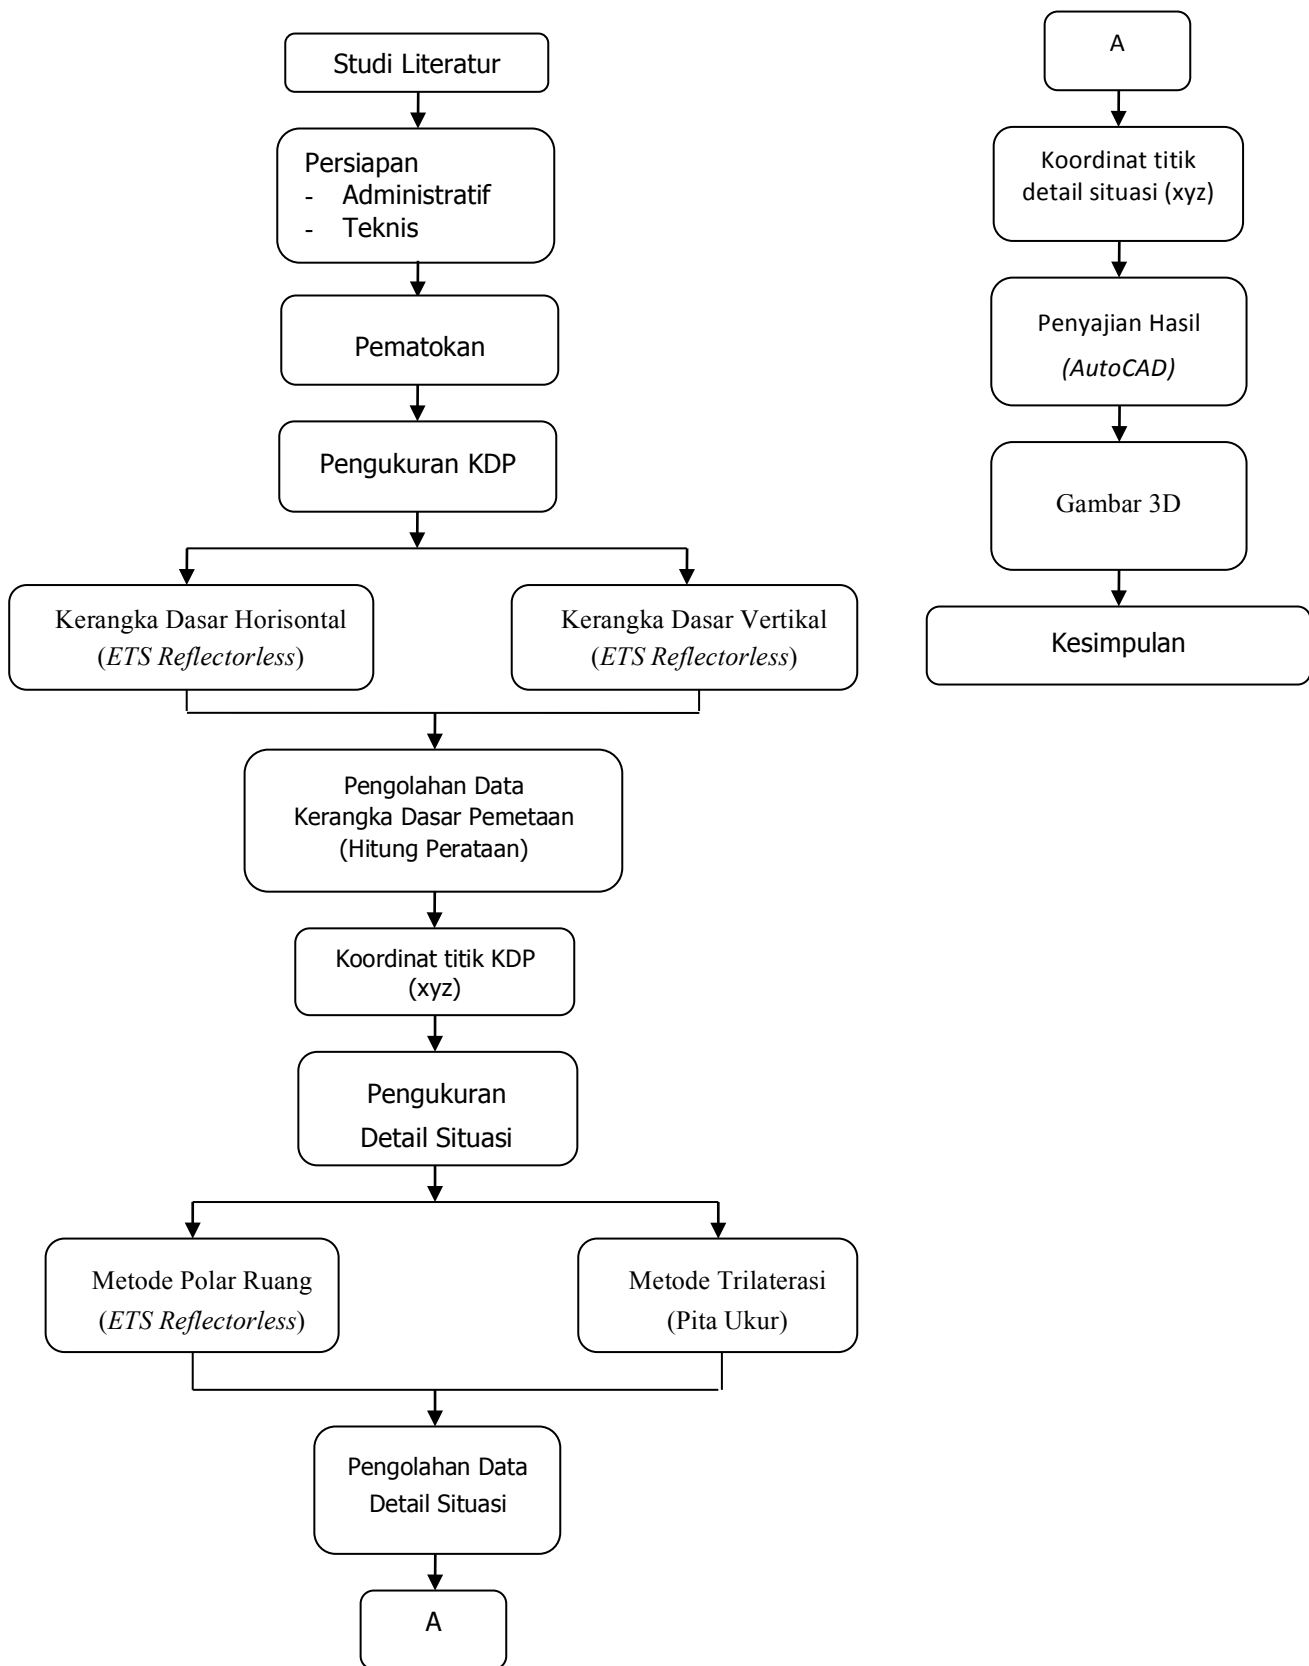 Studi Literatur
Persiapan
- Administratif
- Teknis
Pematokan
Pengukuran KDP
Kerangka Dasar Horisontal
(ETS Reflectorless)
Kerangka Dasar Vertikal
(ETS Reflectorless)
Pengolahan Data
Kerangka Dasar Pemetaan
(Hitung Perataan)
Koordinat titik KDP
(xyz)
Pengukuran
Detail Situasi
Metode Polar Ruang
(ETS Reflectorless)
Metode Trilaterasi
(Pita Ukur)
Pengolahan Data
Detail Situasi
A
A
Koordinat titik
detail situasi (xyz)
Penyajian Hasil
(AutoCAD)
Gambar 3D
Kesimpulan